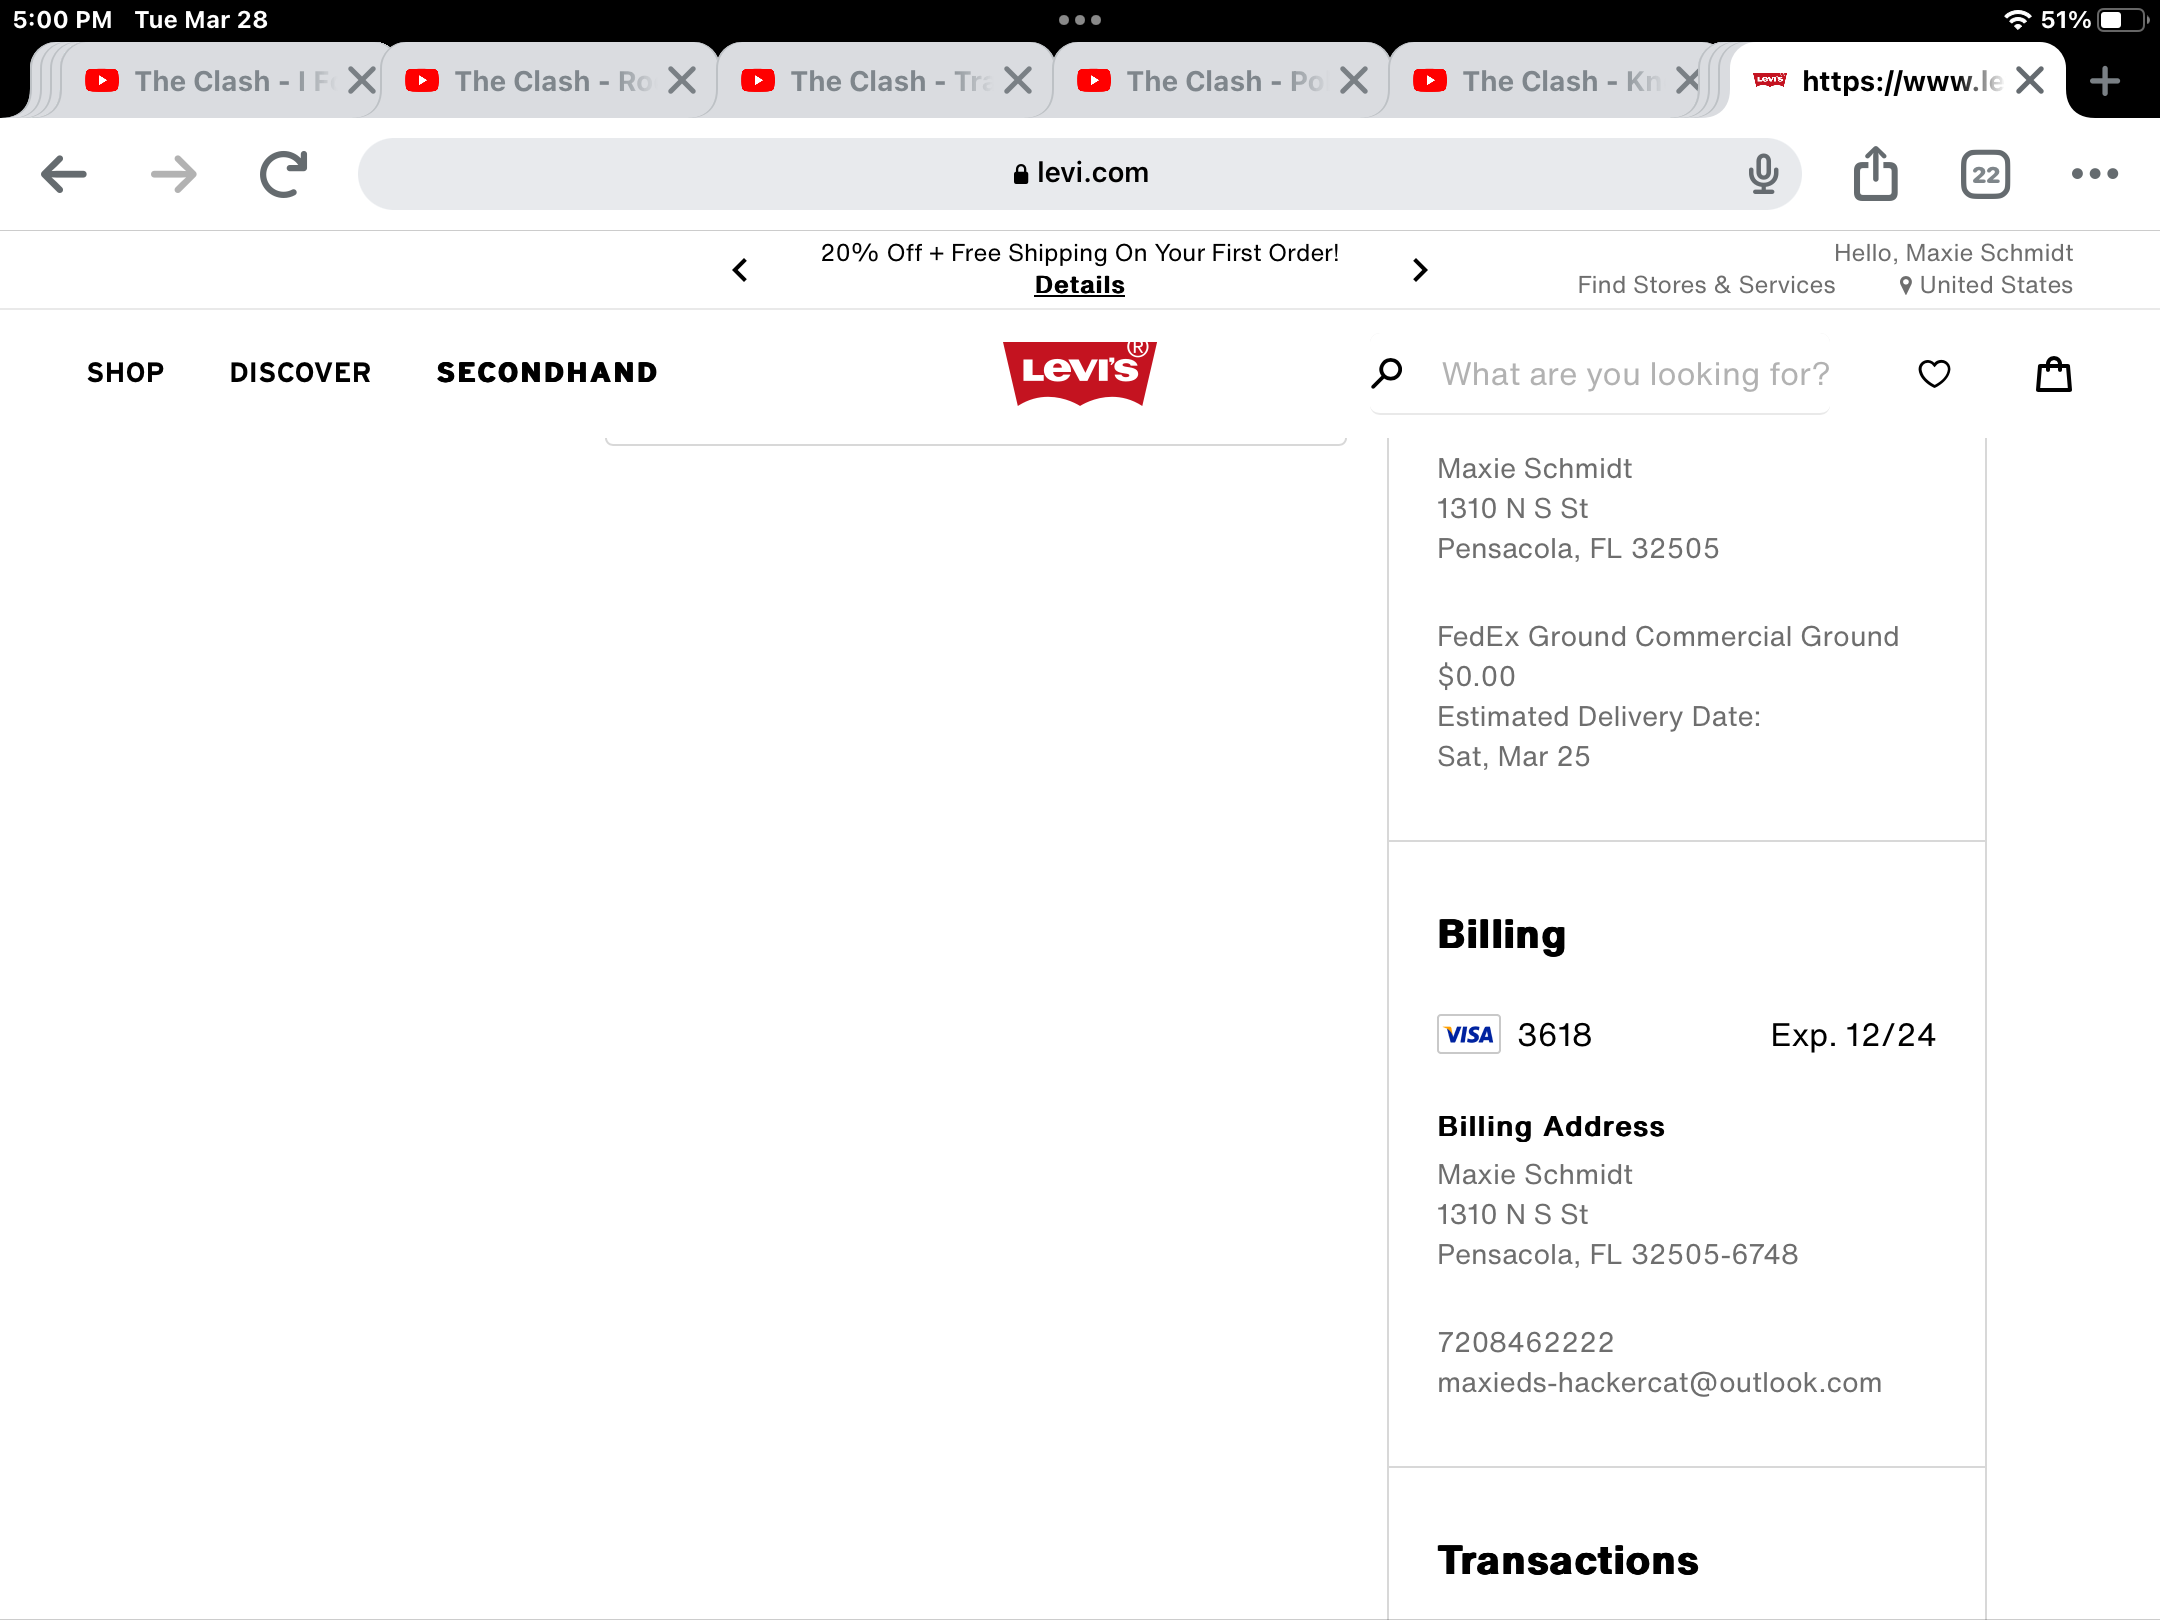 5:00 PM Tue Mar 28
51%
The Clash - I F
The Clash - Ro
The Clash - Tra
The Clash - Po
The Clash - Kn
https://www.le
levi.com
22
20% Off + Free Shipping On Your First Order!
Details
Hello, Maxie Schmidt
Find Stores & Services
United States
SHOP
DISCOVER
SECONDHAND
LEVI'S®
What are you looking for?
Maxie Schmidt
1310 N S St
Pensacola, FL 32505
FedEx Ground Commercial Ground
$0.00
Estimated Delivery Date:
Sat, Mar 25
Billing
VISA 3618 Exp. 12/24
Billing Address
Maxie Schmidt
1310 N S St
Pensacola, FL 32505-6748
7208462222
maxieds-hackercat@outlook.com
Transactions